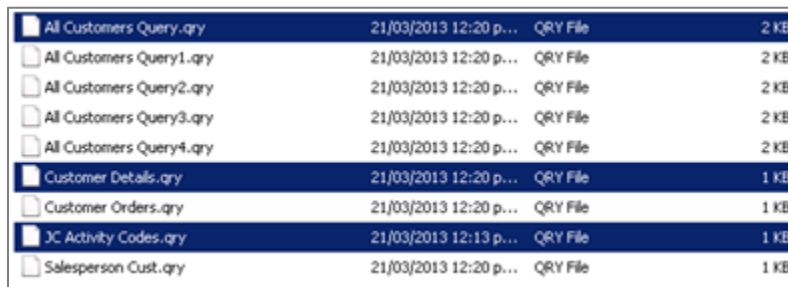 All Customers Query.qry 21/03/2013 12:20 p... QRY File 2 KB
All Customers Query1.qry 21/03/2013 12:20 p... QRY File 2 KB
All Customers Query2.qry 21/03/2013 12:20 p... QRY File 2 KB
All Customers Query3.qry 21/03/2013 12:20 p... QRY File 2 KB
All Customers Query4.qry 21/03/2013 12:20 p... QRY File 2 KB
Customer Details.qry 21/03/2013 12:20 p... QRY File 1 KB
Customer Orders.qry 21/03/2013 12:20 p... QRY File 1 KB
JC Activity Codes.qry 21/03/2013 12:13 p... QRY File 1 KB
Salesperson Cust.qry 21/03/2013 12:20 p... QRY File 1 KB